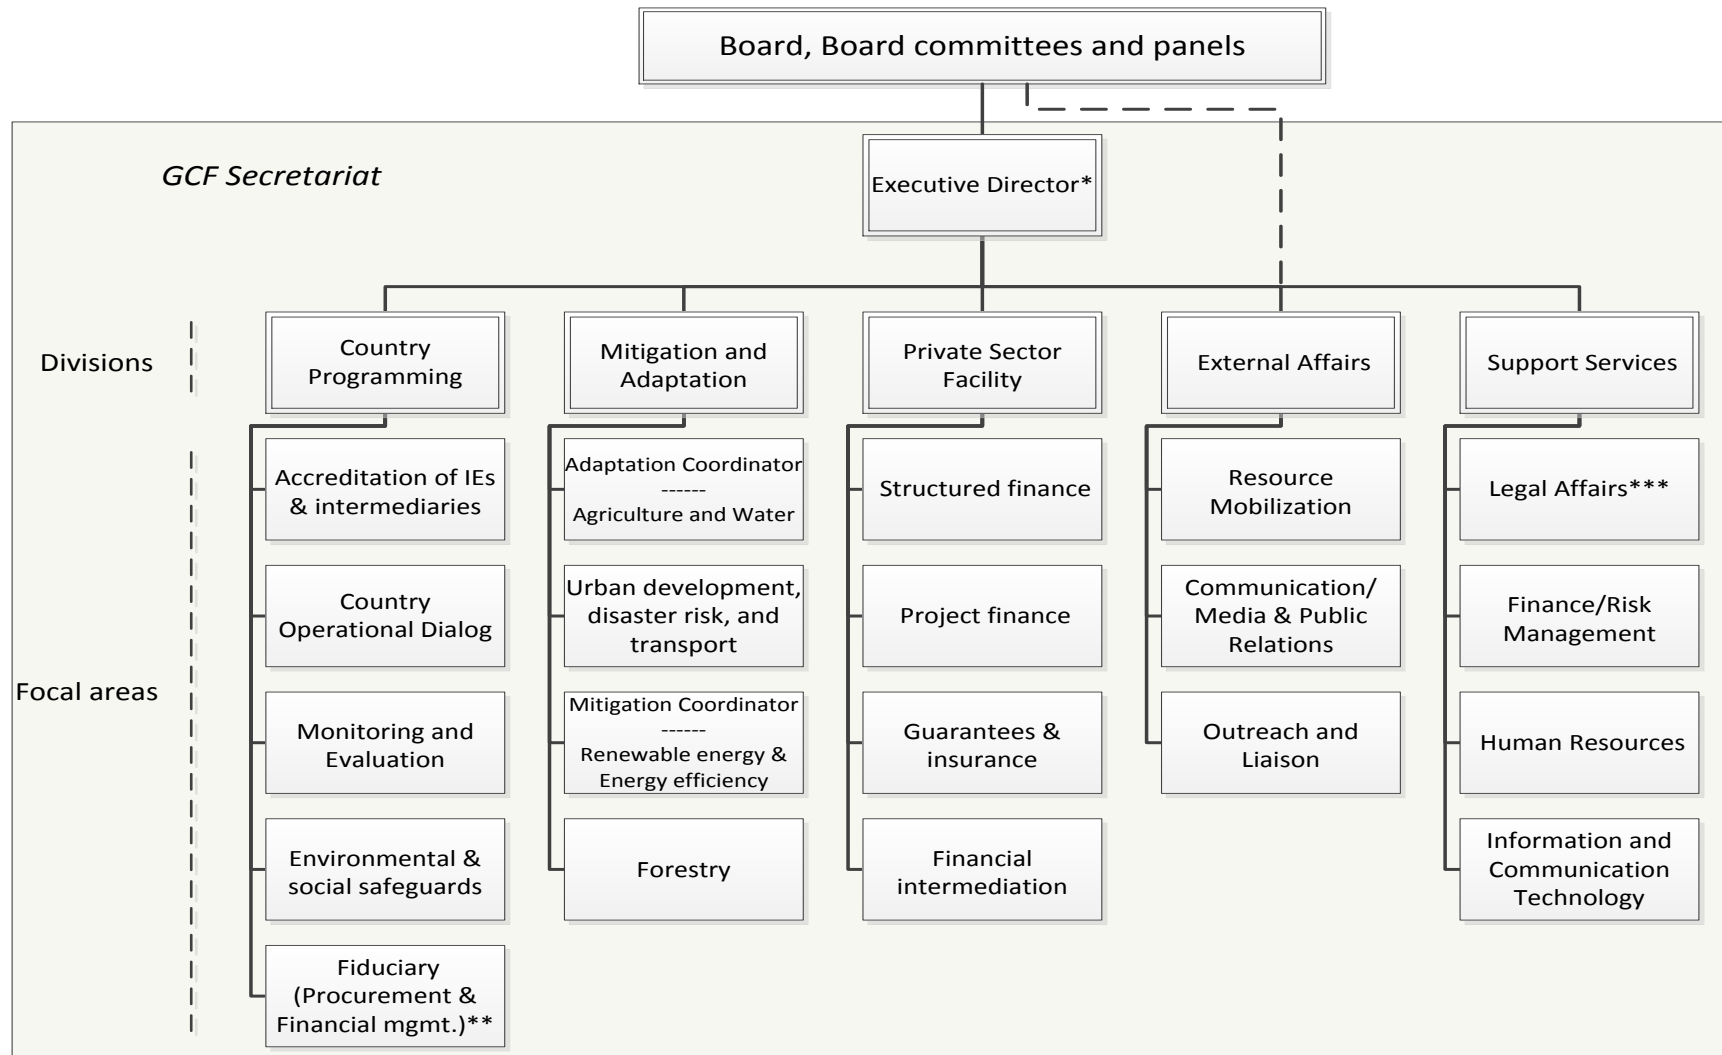 Board, Board committees and panels
GCF Secretariat
Executive Director*
Divisions
Country
Programming
Mitigation and
Adaptation
Private Sector
Facility
External Affairs
Support Services
Focal areas
Accreditation of IEs
& intermediaries
Country
Operational Dialog
Monitoring and
Evaluation
Environmental &
social safeguards
Fiduciary
(Procurement &
Financial mgmt.)**
Adaptation Coordinator
------
Agriculture and Water
Urban development,
disaster risk, and
transport
Mitigation Coordinator
------
Renewable energy &
Energy efficiency
Forestry
Structured finance
Project finance
Guarantees &
insurance
Financial
intermediation
Resource
Mobilization
Communication/
Media & Public
Relations
Outreach and
Liaison
Legal Affairs***
Finance/Risk
Management
Human Resources
Information and
Communication
Technology